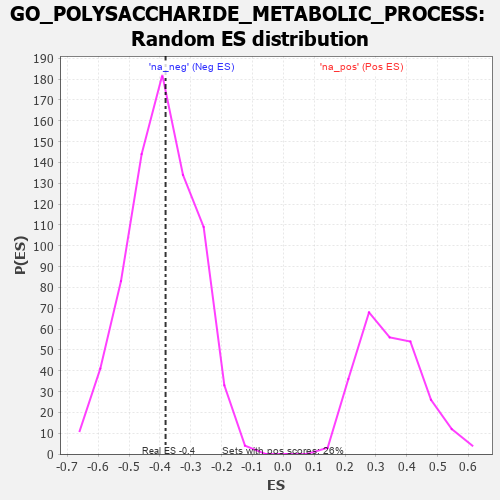 GO_POLYSACCHARIDE_METABOLIC_PROCESS:
Random ES distribution
'na_neg' (Neg ES)
'na_pos' (Pos ES)
190
180
170
160
150
140
130
120
110
100
90
80
70
60
50
40
30
20
10
0
P(ES)
Real ES -0.4
Sets with pos scores: 26%
-0.7 -0.6 -0.5 -0.4 -0.3 -0.2 -0.1 0.0 0.1 0.2 0.3 0.4 0.5 0.6
ES